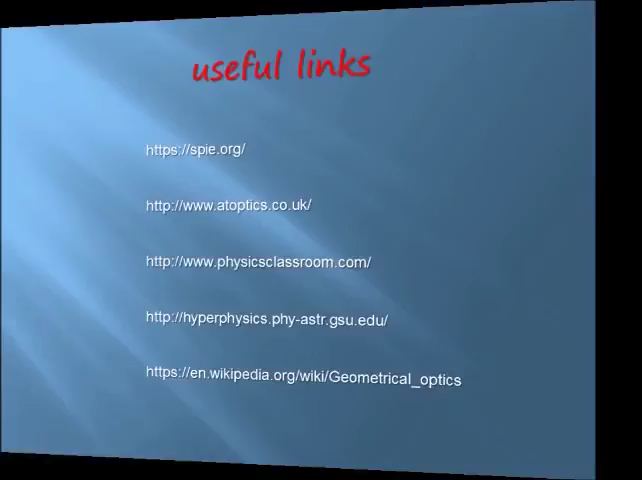 useful links
https://spie.org/
http://www.atoptics.co.uk/
http://www.physicsclassroom.com/
http://hyperphysics.phy-astr.gsu.edu/
https://en.wikipedia.org/wiki/Geometrical_optics